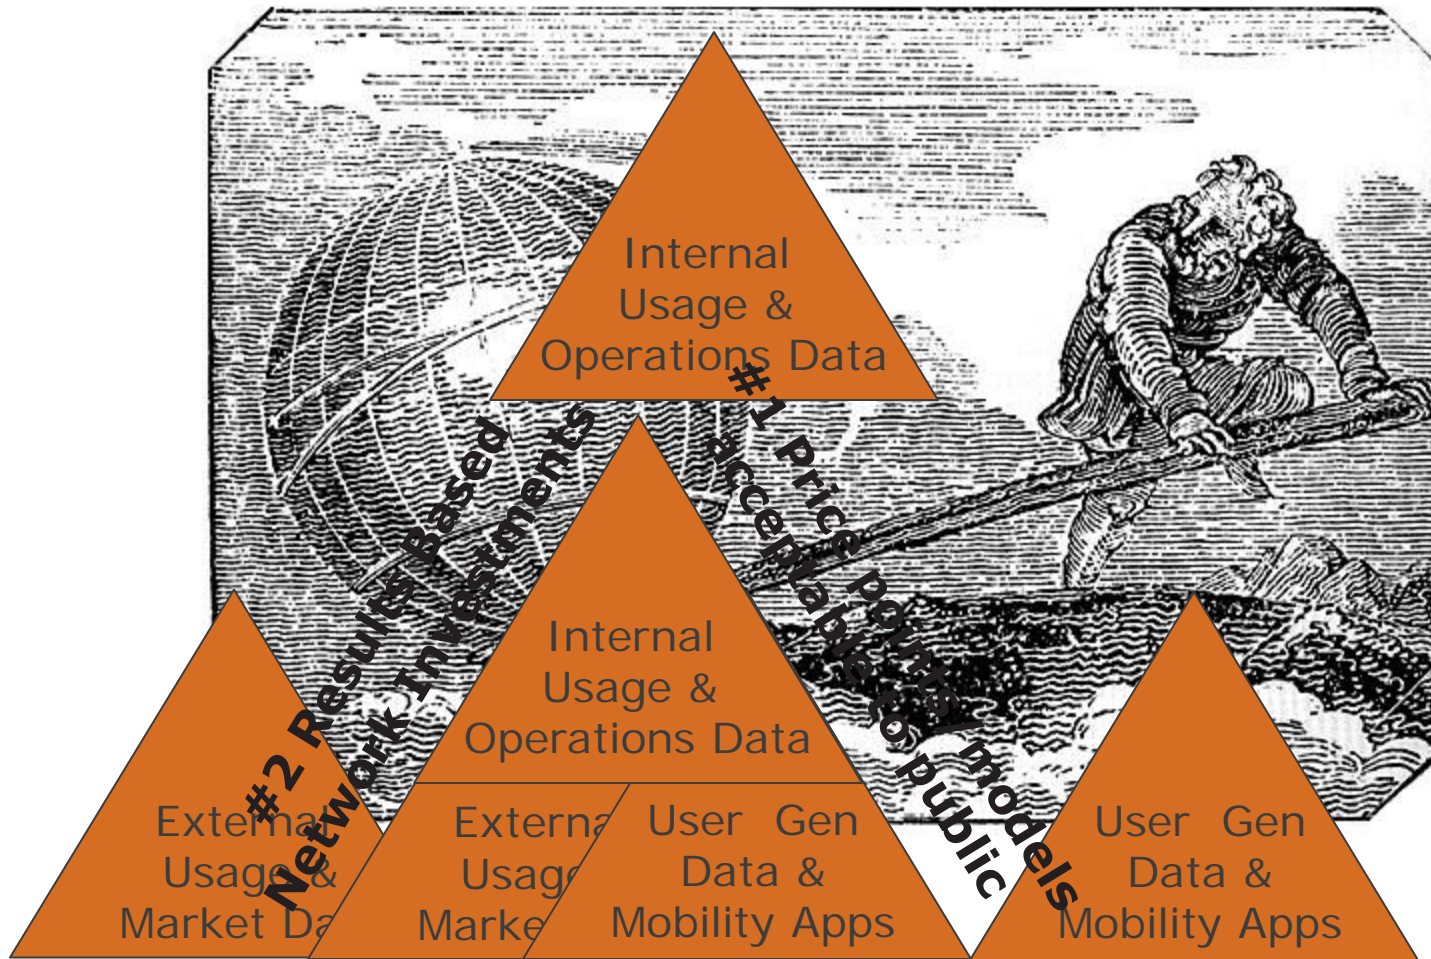 Internal
Usage &
Operations Data
#2 Results Based
Network Investments
#1 Price points/models
acceptable to public
Internal
Usage &
Operations Data
External
Usage &
Market Da
Externa
Usage
Marke
User Gen
Data &
Mobility Apps
User Gen
Data &
Mobility Apps